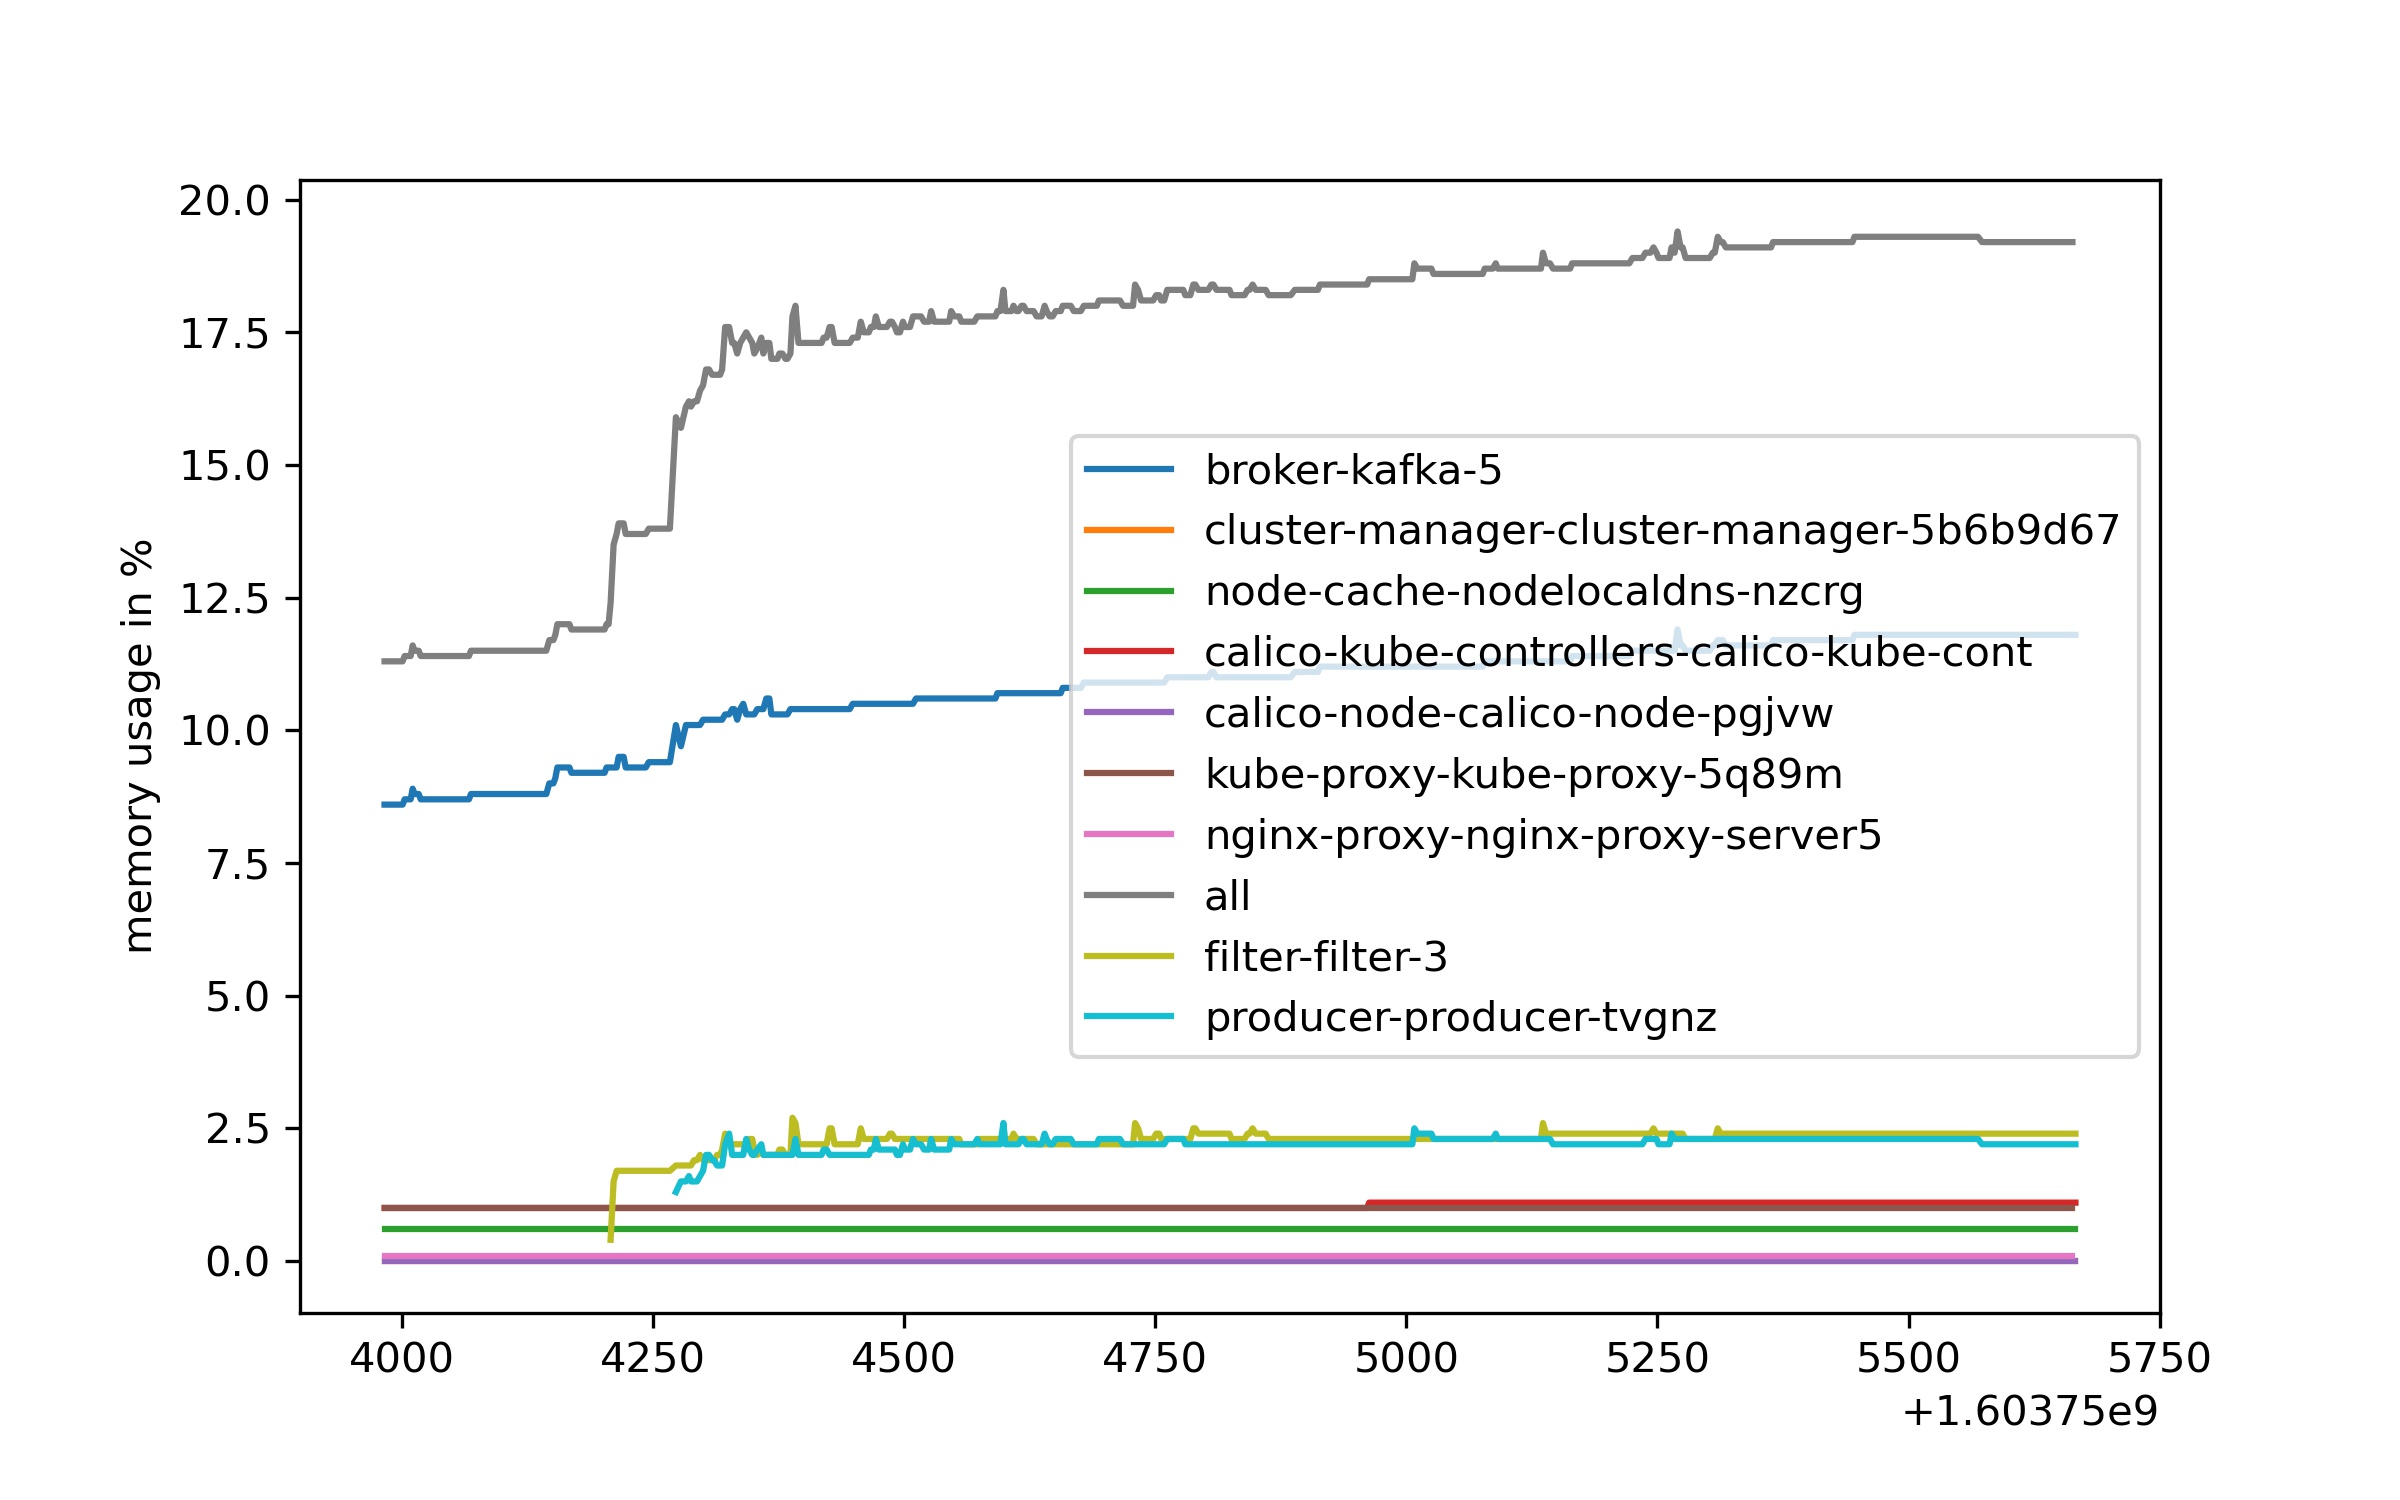 20.0
17.5
15.0
12.5
10.0
7.5
5.0
2.5
0.0
memory usage in %
broker-kafka-5
cluster-manager-cluster-manager-5b6b9d67
node-cache-nodelocaldns-nzcrg
calico-kube-controllers-calico-kube-cont
calico-node-calico-node-pgjvw
kube-proxy-kube-proxy-5q89m
nginx-proxy-nginx-proxy-server5
all
filter-filter-3
producer-producer-tvgnz
4000 4250 4500 4750 5000 5250 5500 5750
+1.60375e9